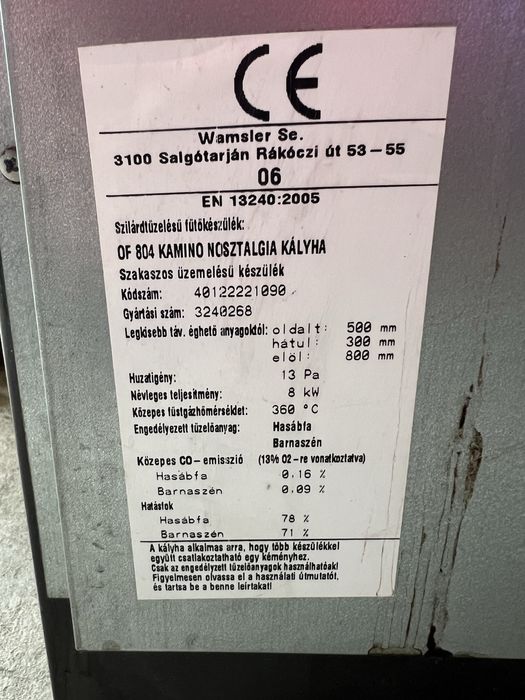 CE
Wamsler Se.
3100 Salgótarján Rákóczi út 53-55
06
EN 13240:2005
Szilárdtüzelésű fűtőkészülék:
OF 804 KAMINO NOSZTALGIA KÁLYHA
Szakaszos üzemelésű készülék
Kódszám: 40122221090
Gyártási szám: 3240268
Legkisebb táv. éghető anyagoktól: oldalt: 500 mm
hátul: 300 mm
elöl: 800 mm
Huzatigény: 13 Pa
Névleges teljesítmény: 8 kW
Közepes füstgázhőmérséklet: 360 °C
Engedélyezett tüzelőanyag: Hasábfa
Barnaszén
Közepes CO-emisszió (13% O2-re vonatkoztatva)
Hasábfa 0.16 %
Barnaszén 0.09 %
Hatásfok
Hasábfa 78 %
Barnaszén 71 %
A kályha alkalmas arra, hogy több készülékkel
együtt csatlakoztatható egy kéményhez.
Csak az engedélyzett tüzelőanyagok használhatóak!
Figyelmesen olvassa el a használati útmutatót,
és tartsa be a benne leírtakat!